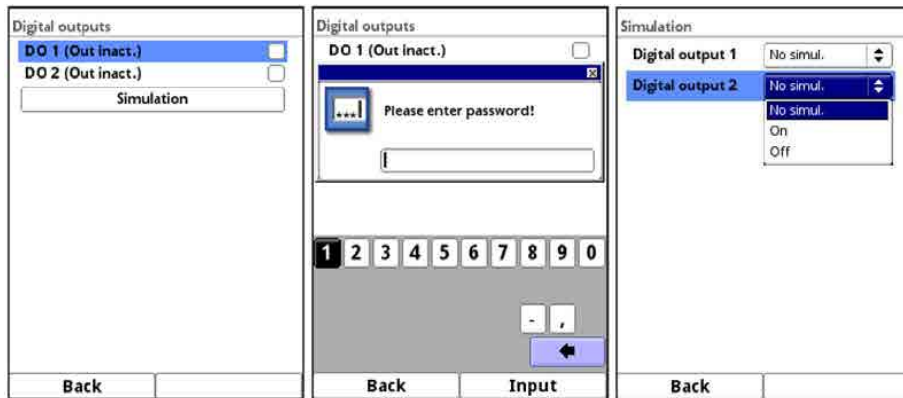 Digital outputs
DO 1 (Out inact.)
DO 2 (Out inact.)
Simulation
Back
Digital outputs
DO 1 (Out inact.)
Please enter password!
1 2 3 4 5 6 7 8 9 0
- ,
Back Input
Simulation
Digital output 1 No simul.
Digital output 2 No simul.
No simul.
On
Off
Back